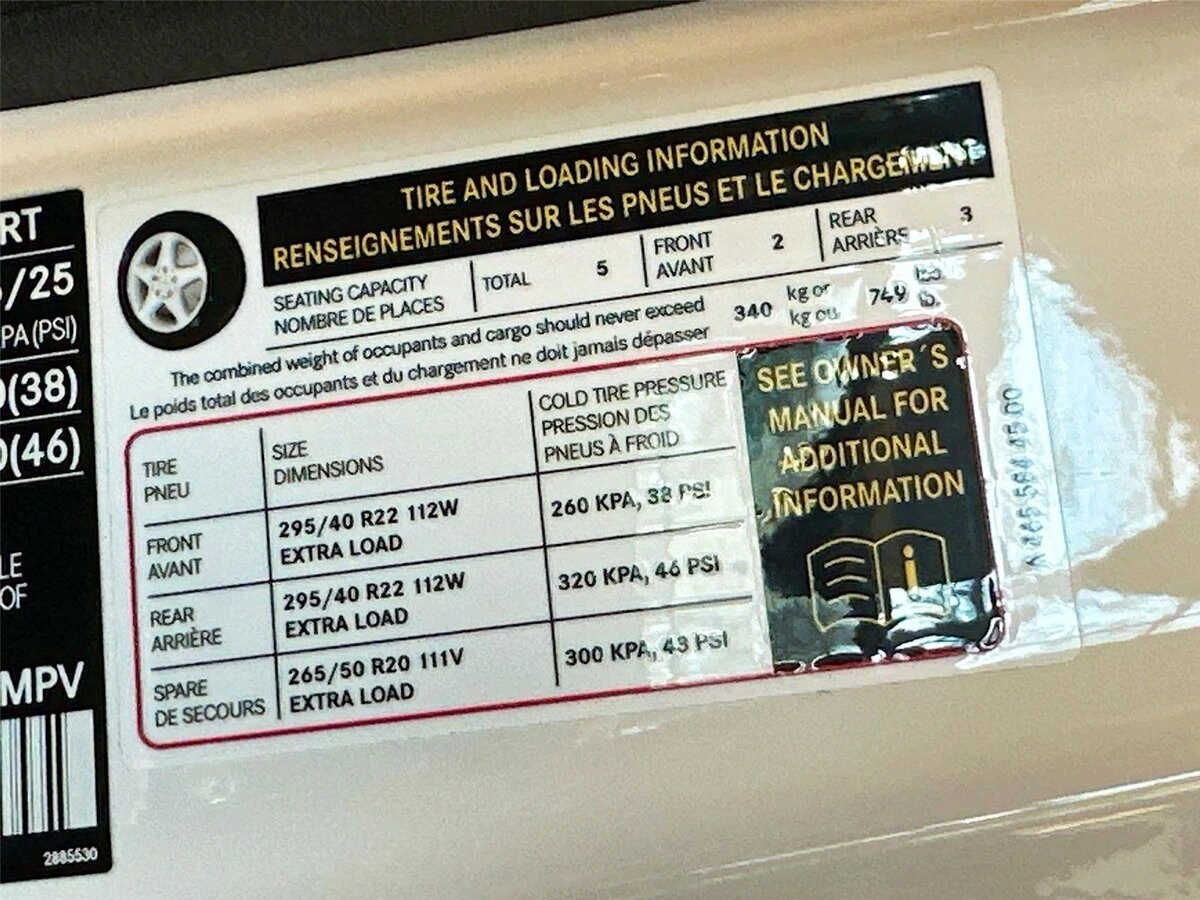 RT
/25
PA (PSI)
0(38)
0(46)
LE
OF
MPV
2885530
TIRE AND LOADING INFORMATION
RENSEIGNEMENTS SUR LES PNEUS ET LE CHARGEMENT
SEATING CAPACITY
NOMBRE DE PLACES
TOTAL 5
FRONT
AVANT
2
REAR
ARRIÈRE
3
The combined weight of occupants and cargo should never exceed
Le poids total des occupants et du chargement ne doit jamais dépasser
340
kg or
kg ou
749
lbs.
lb.
TIRE
PNEU
SIZE
DIMENSIONS
COLD TIRE PRESSURE
PRESSION DES
PNEUS À FROID
FRONT
AVANT
295/40 R22 112W
EXTRA LOAD
260 KPA, 38 PSI
REAR
ARRIÈRE
295/40 R22 112W
EXTRA LOAD
320 KPA, 46 PSI
SPARE
DE SECOURS
265/50 R20 111V
EXTRA LOAD
300 KPA, 43 PSI
SEE OWNER´S
MANUAL FOR
ADDITIONAL
INFORMATION